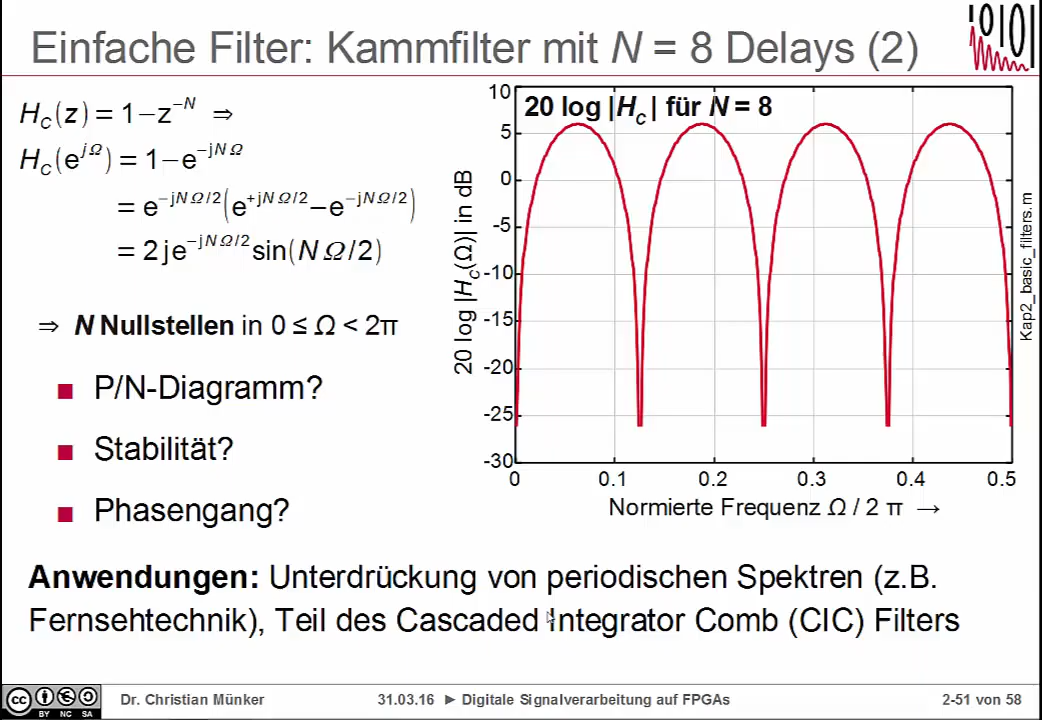 Einfache Filter: Kammfilter mit N = 8 Delays (2)
H_C(z) = 1−z^{−N} ⇒
H_C(e^{jΩ}) = 1−e^{−jNΩ}
= e^{−jNΩ/2}(e^{+jNΩ/2}−e^{−jNΩ/2})
= 2je^{−jNΩ/2}sin(NΩ/2)
⇒ N Nullstellen in 0 ≤ Ω < 2π
■ P/N-Diagramm?
■ Stabilität?
■ Phasengang?
20 log |H_c| für N = 8
20 log |H_C(Ω)| in dB
10
5
0
-5
-10
-15
-20
-25
-30
0 0.1 0.2 0.3 0.4 0.5
Normierte Frequenz Ω / 2 π →
Kap2_basic_filters.m
Anwendungen: Unterdrückung von periodischen Spektren (z.B.
Fernsehtechnik), Teil des Cascaded Integrator Comb (CIC) Filters
cc BY NC SA
Dr. Christian Münker 31.03.16 ► Digitale Signalverarbeitung auf FPGAs 2-51 von 58